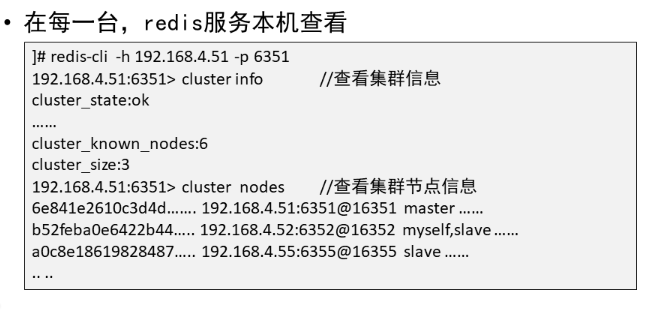 • 在每一台，redis服务本机查看
]# redis-cli -h 192.168.4.51 -p 6351
192.168.4.51:6351> cluster info //查看集群信息
cluster_state:ok
……
cluster_known_nodes:6
cluster_size:3
192.168.4.51:6351> cluster nodes //查看集群节点信息
6e841e2610c3d4d……. 192.168.4.51:6351@16351 master ……
b52feba0e6422b44….. 192.168.4.52:6352@16352 myself,slave ……
a0c8e18619828487….. 192.168.4.55:6355@16355 slave ……
.. ..